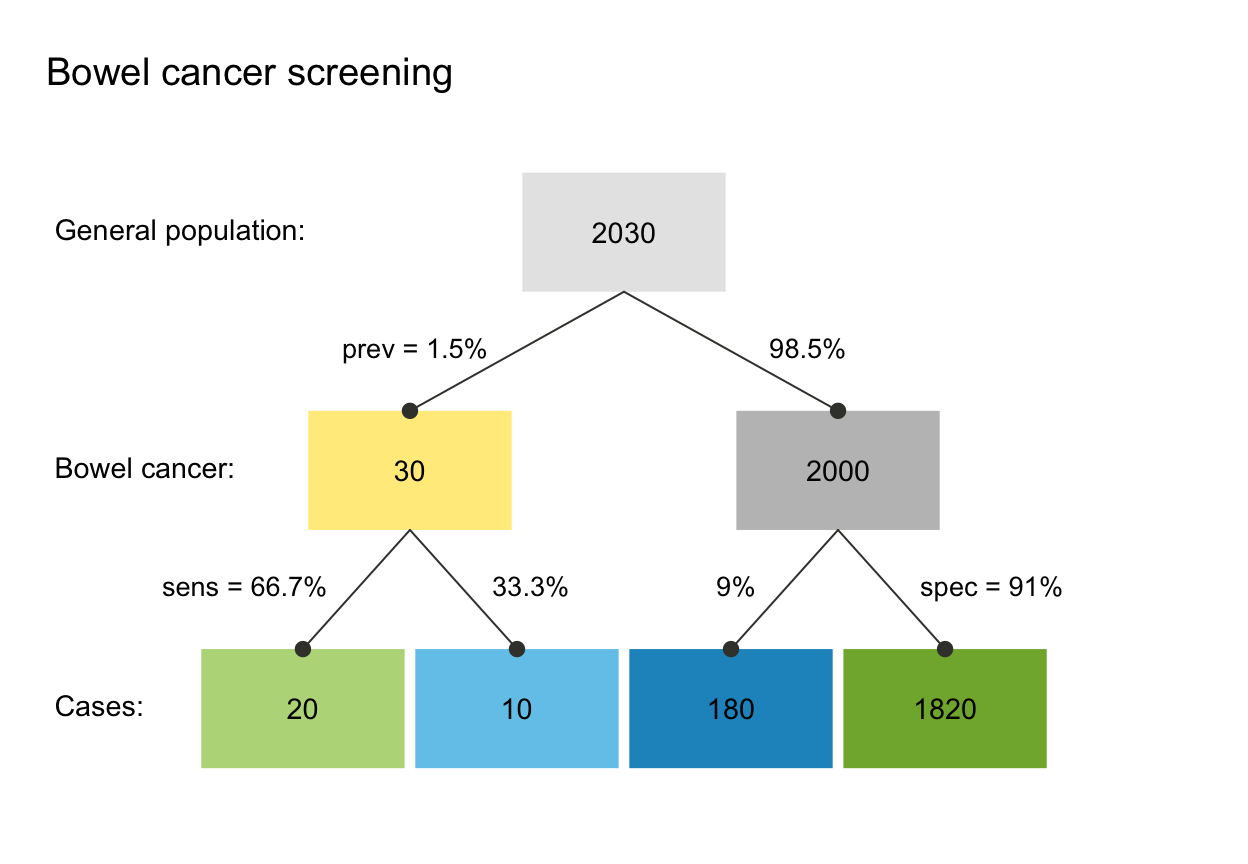 Bowel cancer screening
General population:
2030
prev = 1.5%
98.5%
Bowel cancer:
30
2000
sens = 66.7%
33.3%
9%
spec = 91%
Cases:
20
10
180
1820